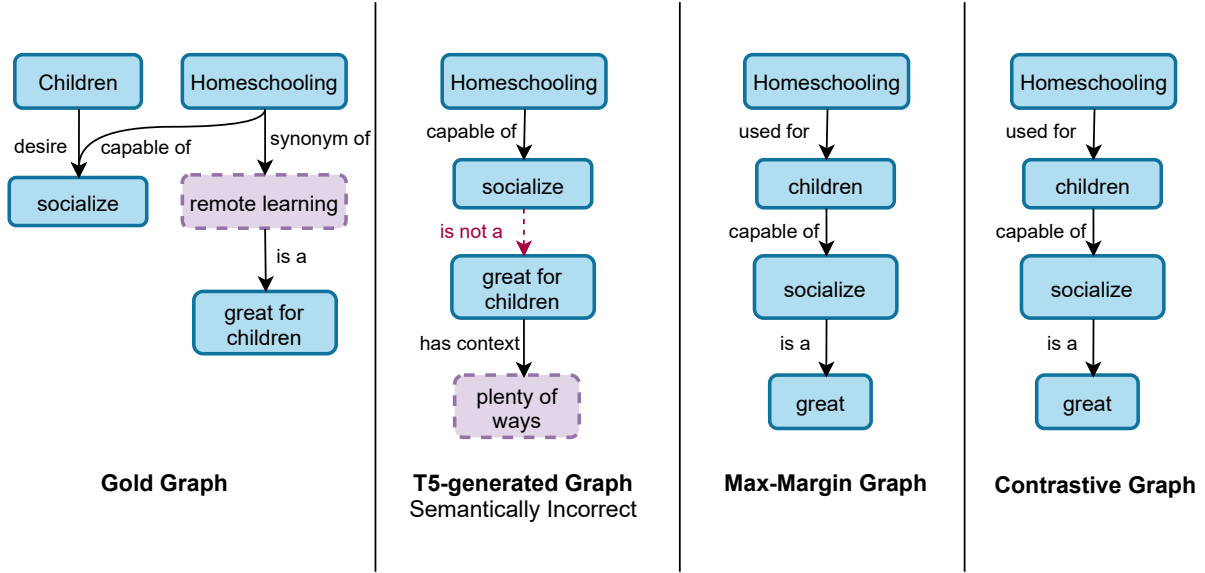 Children
Homeschooling
desire
capable of
synonym of
socialize
remote learning
is a
great for
children
Gold Graph
Homeschooling
capable of
socialize
is not a
great for
children
has context
plenty of
ways
T5-generated Graph
Semantically Incorrect
Homeschooling
used for
children
capable of
socialize
is a
great
Max-Margin Graph
Homeschooling
used for
children
capable of
socialize
is a
great
Contrastive Graph